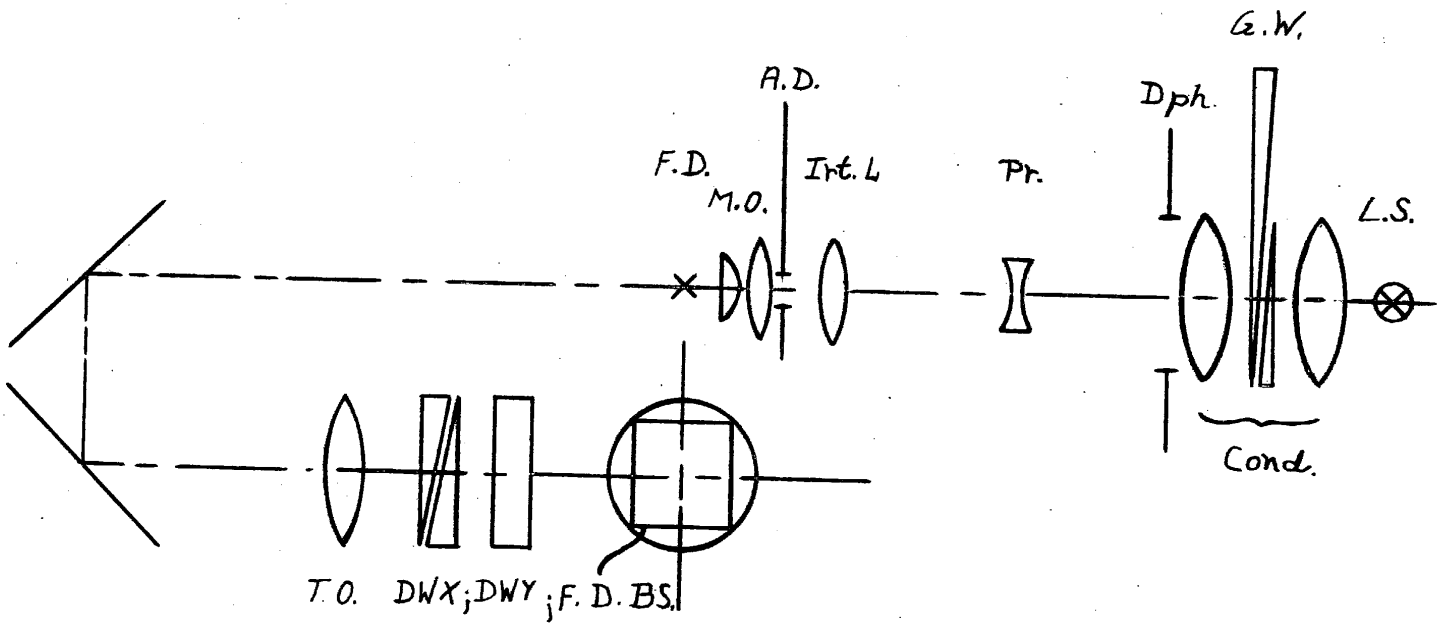 G.W.
A.D.
Dph.
F.D.
Irt. L
Pr.
M.O.
L.S.
Cond.
T.O. DWX; DWY; F.D. BS.